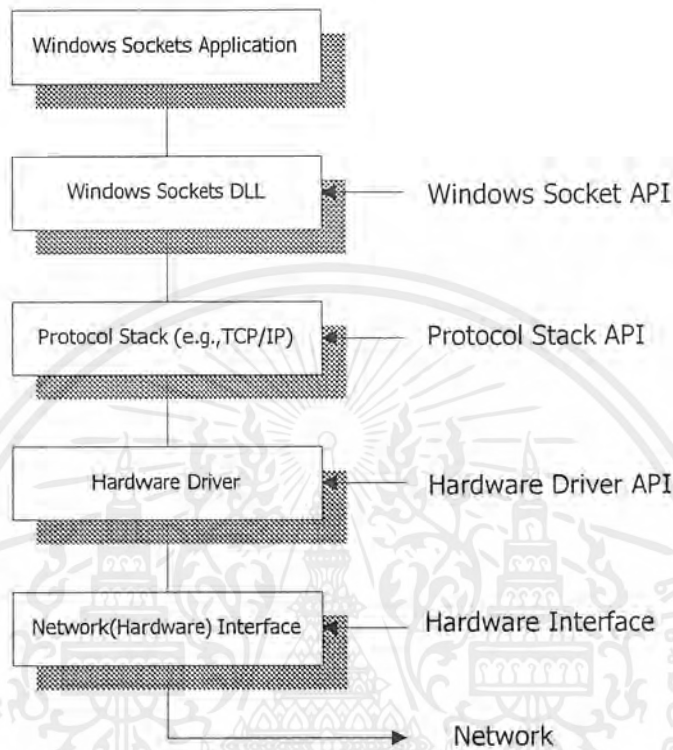 Windows Sockets Application
Windows Sockets DLL
Windows Socket API
Protocol Stack (e.g.,TCP/IP)
Protocol Stack API
Hardware Driver
Hardware Driver API
Network(Hardware) Interface
Hardware Interface
Network